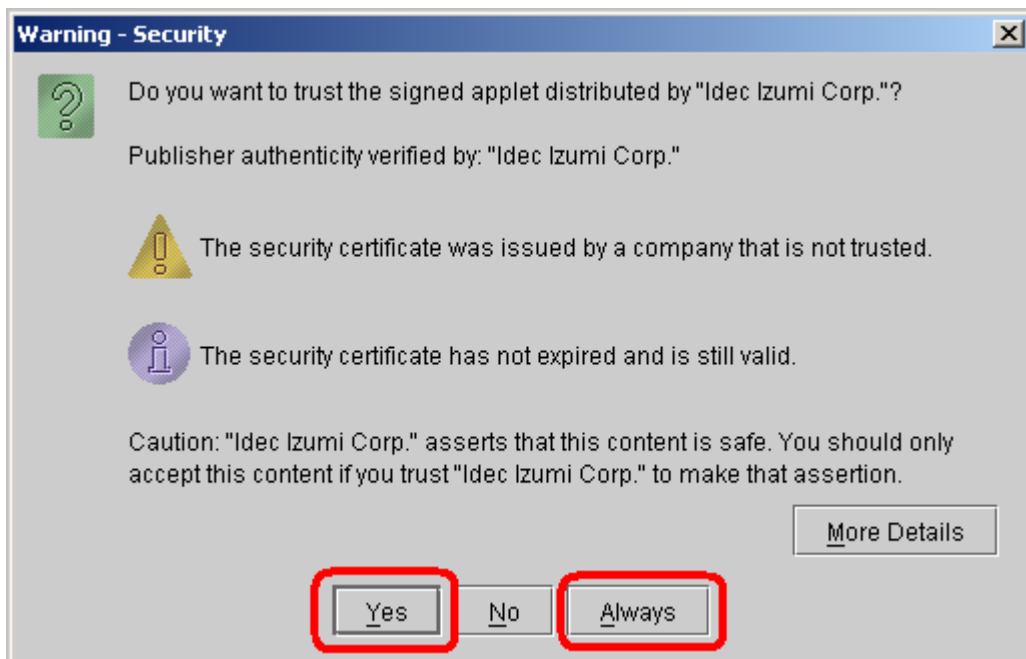 Warning - Security
Do you want to trust the signed applet distributed by "Idec Izumi Corp."?
Publisher authenticity verified by: "Idec Izumi Corp."
The security certificate was issued by a company that is not trusted.
The security certificate has not expired and is still valid.
Caution: "Idec Izumi Corp." asserts that this content is safe. You should only
accept this content if you trust "Idec Izumi Corp." to make that assertion.
More Details
Yes No Always